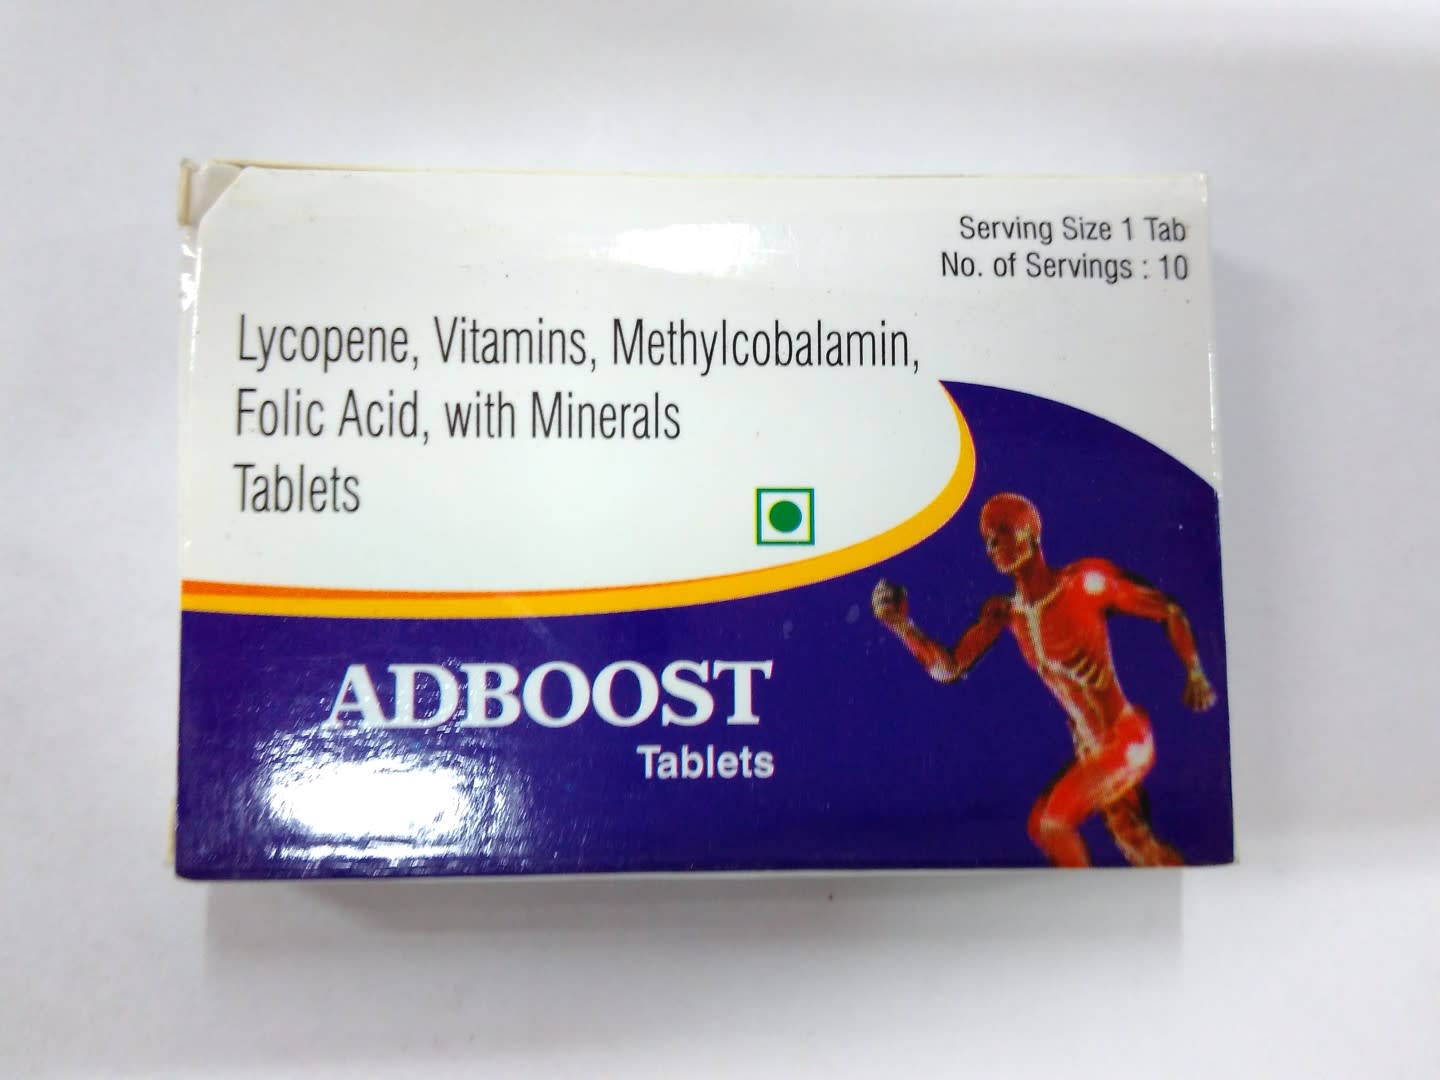 Serving Size 1 Tab
No. of Servings : 10
Lycopene, Vitamins, Methylcobalamin,
Folic Acid, with Minerals
Tablets
ADBOOST
Tablets